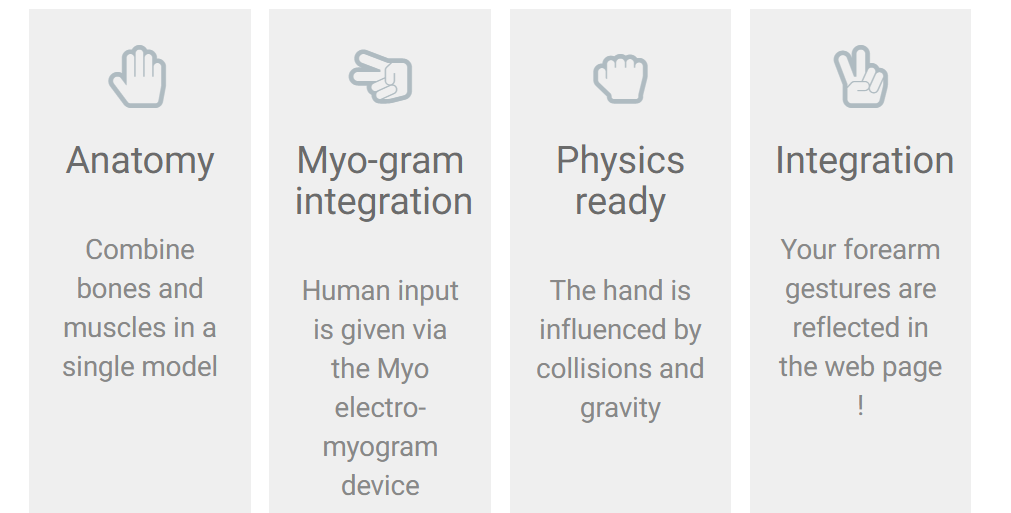 Anatomy
Combine
bones and
muscles in a
single model
Myo-gram
integration
Human input
is given via
the Myo
electro-
myogram
device
Physics
ready
The hand is
influenced by
collisions and
gravity
Integration
Your forearm
gestures are
reflected in
the web page
!